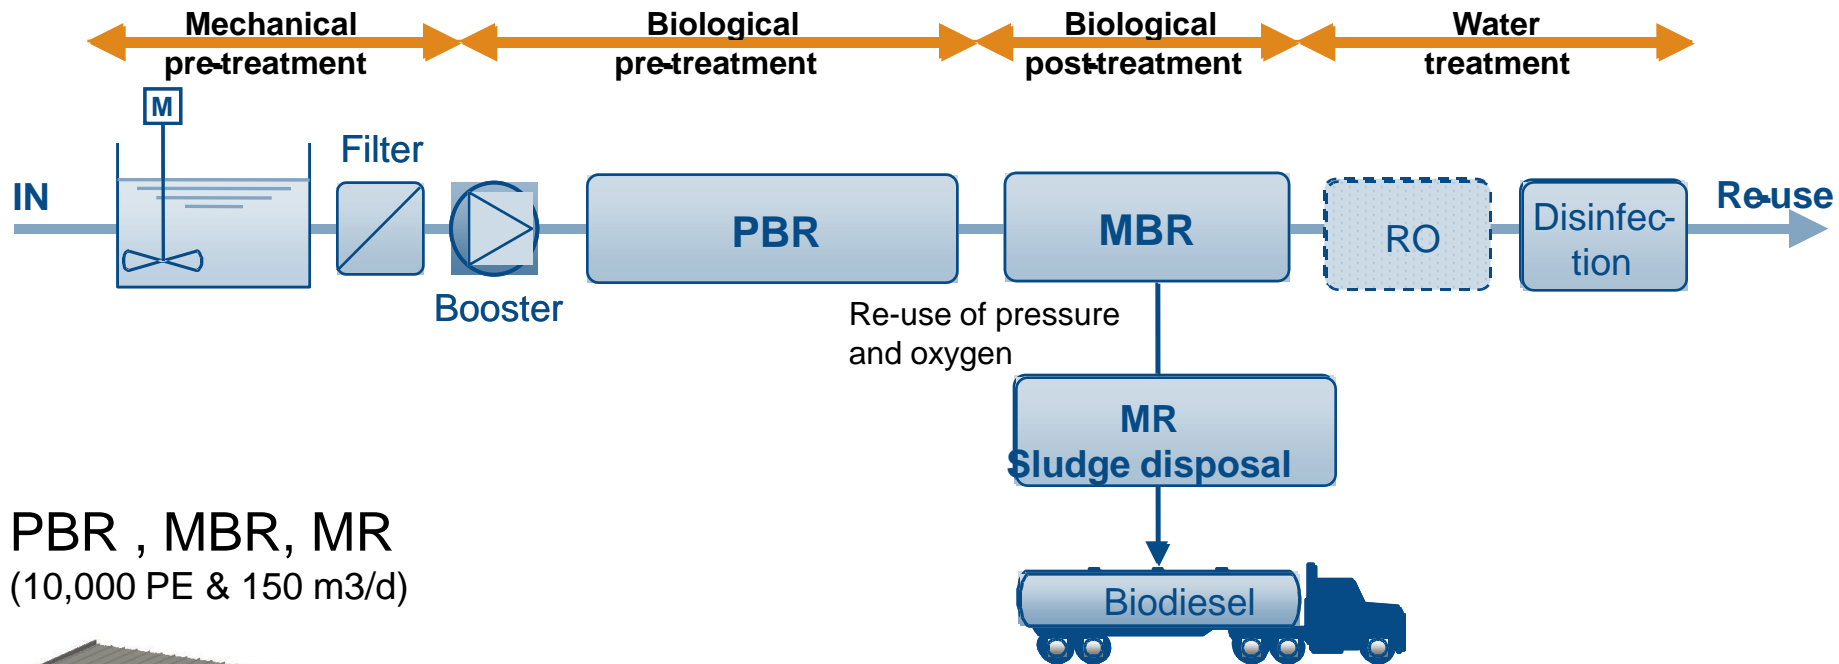 Mechanical
pre-treatment
Biological
pre-treatment
Biological
post-treatment
Water
treatment
M
Filter
IN
Booster
PBR
MBR
RO
Disinfec-
tion
Re-use
Re-use of pressure
and oxygen
MR
Sludge disposal
PBR , MBR, MR
(10,000 PE & 150 m3/d)
Biodiesel